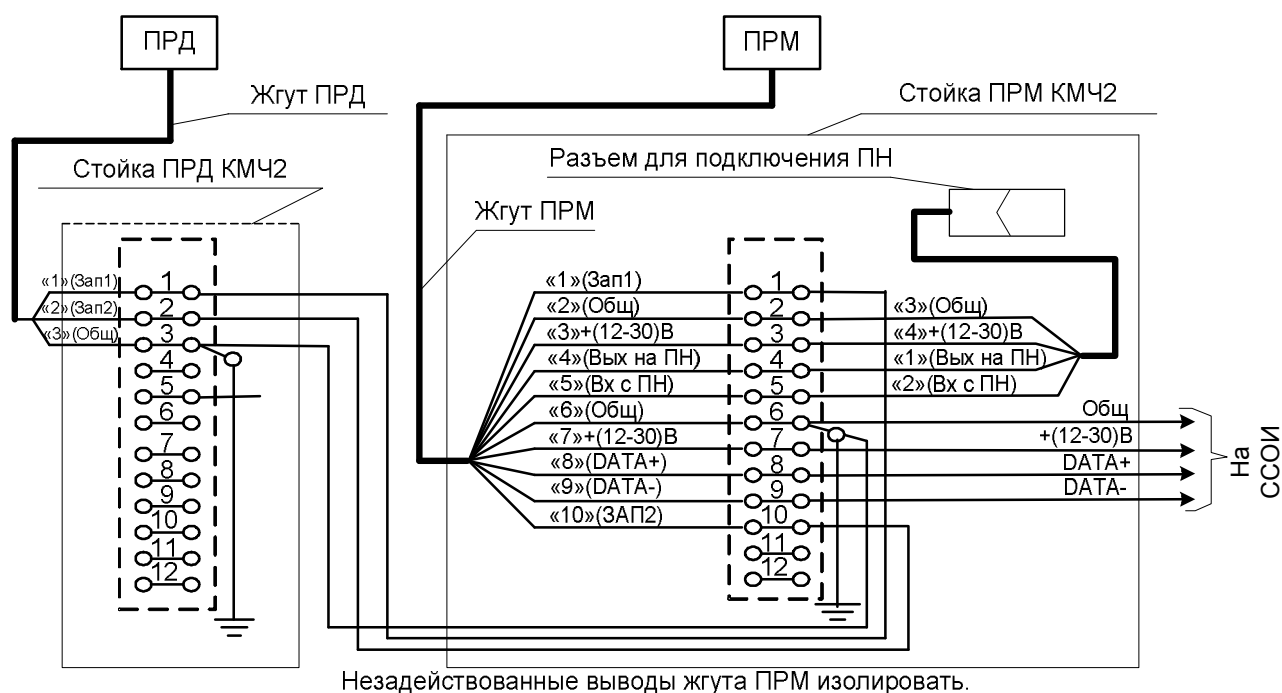 ПРД
ПРМ
Жгут ПРД
Стойка ПРМ КМЧ2
Стойка ПРД КМЧ2
Разъем для подключения ПН
Жгут ПРМ
«1»(Зап1)
«2»(Зап2)
«3»(Общ)
1
2
3
4
5
6
7
8
9
10
11
12
«1»(Зап1)
«2»(Общ)
«3»+(12-30)В
«4»(Вых на ПН)
«5»(Вх с ПН)
«6»(Общ)
«7»+(12-30)В
«8»(DATA+)
«9»(DATA-)
«10»(ЗАП2)
1
2
3
4
5
6
7
8
9
10
11
12
«3»(Общ)
«4»+(12-30)В
«1»(Вых на ПН)
«2»(Вх с ПН)
Общ
+(12-30)В
DATA+
DATA-
На
ССОИ
Незадействованные выводы жгута ПРМ изолировать.